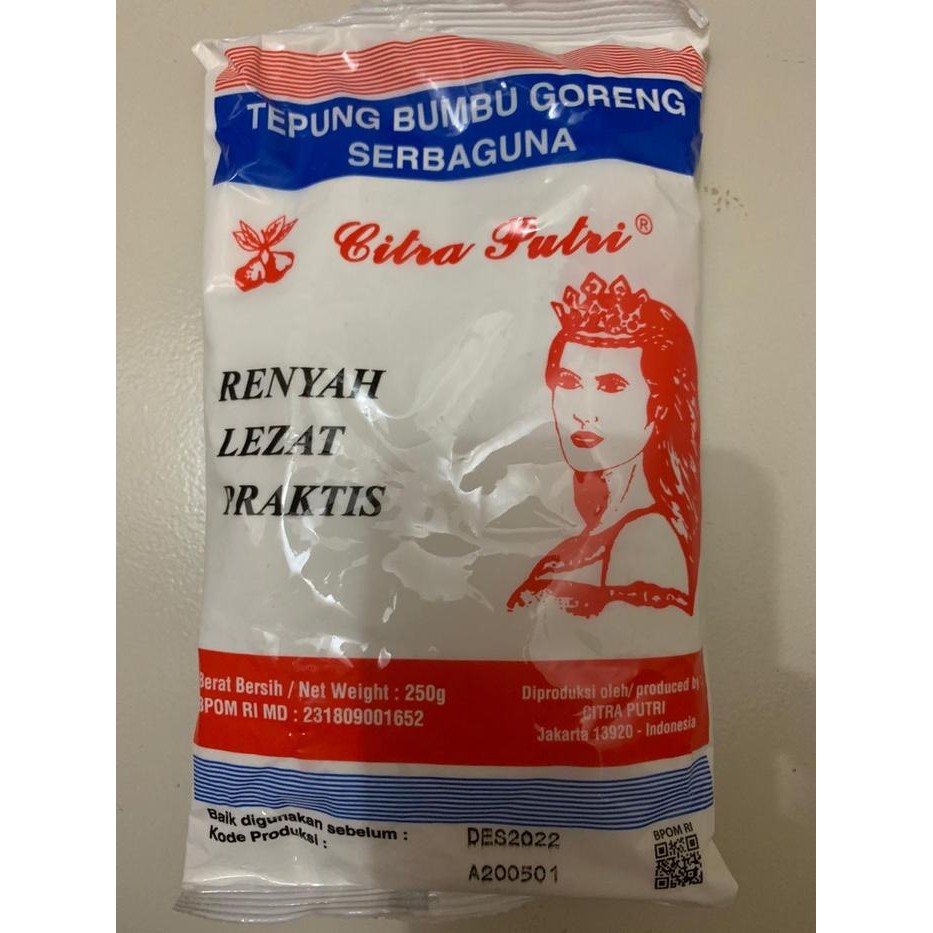 TEPUNG BUMBU GORENG
SERBAGUNA
Citra Putri®
RENYAH
LEZAT
PRAKTIS
Berat Bersih / Net Weight : 250g
BPOM RI MD : 231809001652
Diproduksi oleh/ produced by
CITRA PUTRI
Jakarta 13920 - Indonesia
Baik digunakan sebelum : DES2022
Kode Produksi : A200501
BPOM RI